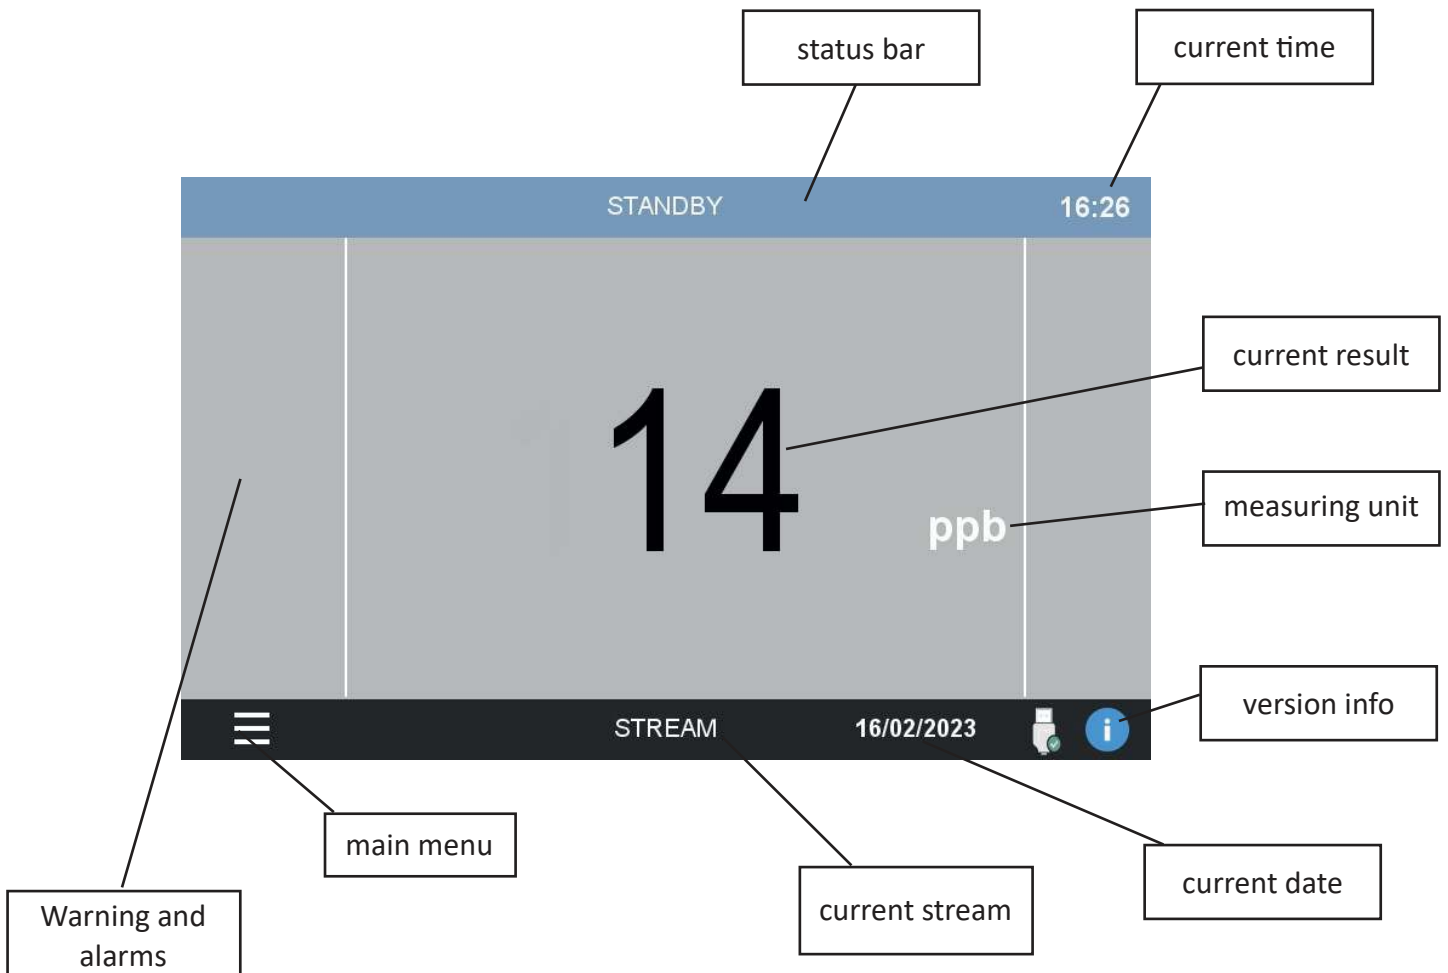 status bar
current time
STANDBY
16:26
current result
14
measuring unit
ppb
version info
STREAM
16/02/2023
i
main menu
current date
current stream
Warning and
alarms